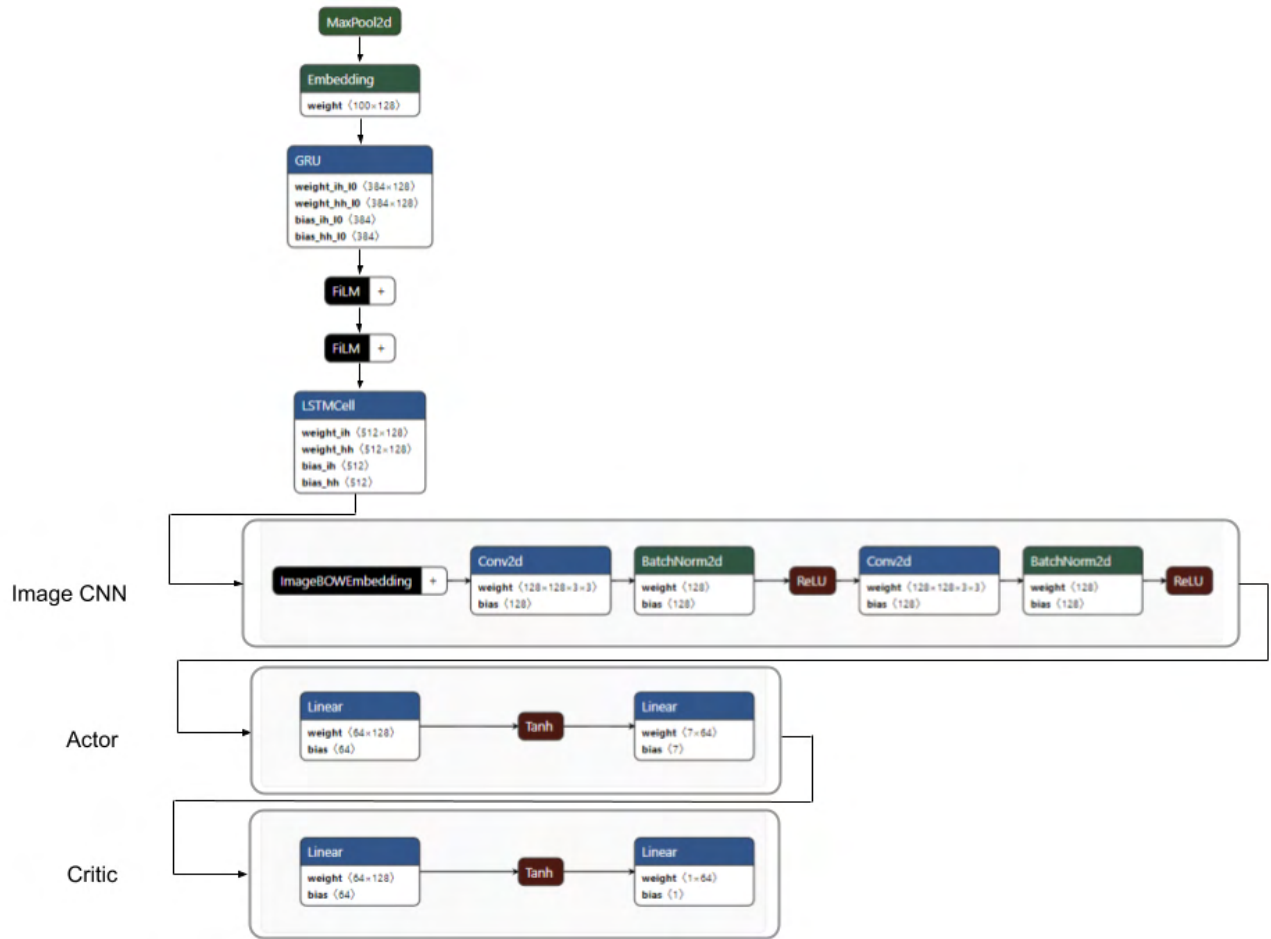 MaxPool2d
Embedding
weight ⟨100×128⟩
GRU
weight_ih_l0 ⟨384×128⟩
weight_hh_l0 ⟨384×128⟩
bias_ih_l0 ⟨384⟩
bias_hh_l0 ⟨384⟩
FiLM +
FiLM +
LSTMCell
weight_ih ⟨512×128⟩
weight_hh ⟨512×128⟩
bias_ih ⟨512⟩
bias_hh ⟨512⟩
Image CNN
ImageBOWEmbedding +
Conv2d
weight ⟨128×128×3×3⟩
bias ⟨128⟩
BatchNorm2d
weight ⟨128⟩
bias ⟨128⟩
ReLU
Conv2d
weight ⟨128×128×3×3⟩
bias ⟨128⟩
BatchNorm2d
weight ⟨128⟩
bias ⟨128⟩
ReLU
Actor
Linear
weight ⟨64×128⟩
bias ⟨64⟩
Tanh
Linear
weight ⟨7×64⟩
bias ⟨7⟩
Critic
Linear
weight ⟨64×128⟩
bias ⟨64⟩
Tanh
Linear
weight ⟨1×64⟩
bias ⟨1⟩